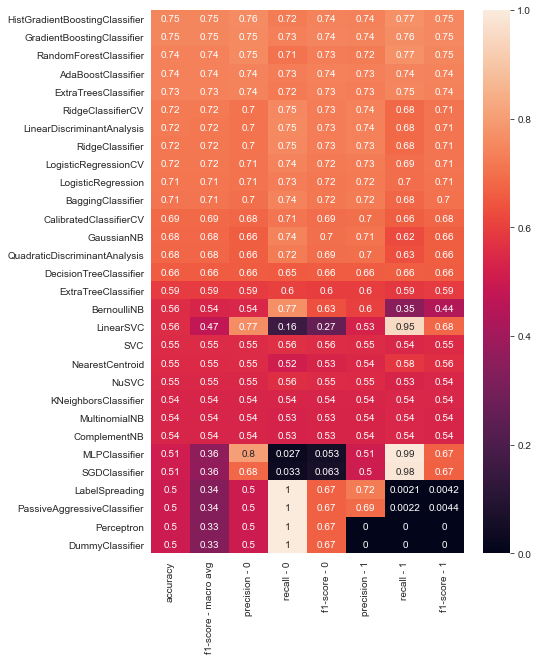 HistGradientBoostingClassifier 0.75 0.75 0.76 0.72 0.74 0.74 0.77 0.75
GradientBoostingClassifier 0.75 0.75 0.75 0.73 0.74 0.74 0.76 0.75
RandomForestClassifier 0.74 0.74 0.75 0.71 0.73 0.72 0.77 0.75
AdaBoostClassifier 0.74 0.74 0.74 0.73 0.74 0.73 0.74 0.74
ExtraTreesClassifier 0.73 0.73 0.74 0.72 0.73 0.73 0.75 0.74
RidgeClassifierCV 0.72 0.72 0.7 0.75 0.73 0.74 0.68 0.71
LinearDiscriminantAnalysis 0.72 0.72 0.7 0.75 0.73 0.74 0.68 0.71
RidgeClassifier 0.72 0.72 0.7 0.75 0.73 0.73 0.68 0.71
LogisticRegressionCV 0.72 0.72 0.71 0.74 0.72 0.73 0.69 0.71
LogisticRegression 0.71 0.71 0.71 0.73 0.72 0.72 0.7 0.71
BaggingClassifier 0.71 0.71 0.7 0.74 0.72 0.72 0.68 0.7
CalibratedClassifierCV 0.69 0.69 0.68 0.71 0.69 0.7 0.66 0.68
GaussianNB 0.68 0.68 0.66 0.74 0.7 0.71 0.62 0.66
QuadraticDiscriminantAnalysis 0.68 0.68 0.66 0.72 0.69 0.7 0.63 0.66
DecisionTreeClassifier 0.66 0.66 0.66 0.65 0.66 0.66 0.66 0.66
ExtraTreeClassifier 0.59 0.59 0.59 0.6 0.6 0.6 0.59 0.59
BernoulliNB 0.56 0.54 0.54 0.77 0.63 0.6 0.35 0.44
LinearSVC 0.56 0.47 0.77 0.16 0.27 0.53 0.95 0.68
SVC 0.55 0.55 0.55 0.56 0.56 0.55 0.54 0.55
NearestCentroid 0.55 0.55 0.55 0.52 0.53 0.54 0.58 0.56
NuSVC 0.55 0.55 0.55 0.56 0.55 0.55 0.53 0.54
KNeighborsClassifier 0.54 0.54 0.54 0.54 0.54 0.54 0.54 0.54
MultinomialNB 0.54 0.54 0.54 0.53 0.53 0.54 0.54 0.54
ComplementNB 0.54 0.54 0.54 0.53 0.53 0.54 0.54 0.54
MLPClassifier 0.51 0.36 0.8 0.027 0.053 0.51 0.99 0.67
SGDClassifier 0.51 0.36 0.68 0.033 0.063 0.5 0.98 0.67
LabelSpreading 0.5 0.34 0.5 1 0.67 0.72 0.0021 0.0042
PassiveAggressiveClassifier 0.5 0.34 0.5 1 0.67 0.69 0.0022 0.0044
Perceptron 0.5 0.33 0.5 1 0.67 0 0 0
DummyClassifier 0.5 0.33 0.5 1 0.67 0 0 0
accuracy
f1-score - macro avg
precision - 0
recall - 0
f1-score - 0
precision - 1
recall - 1
f1-score - 1
1.0
0.8
0.6
0.4
0.2
0.0